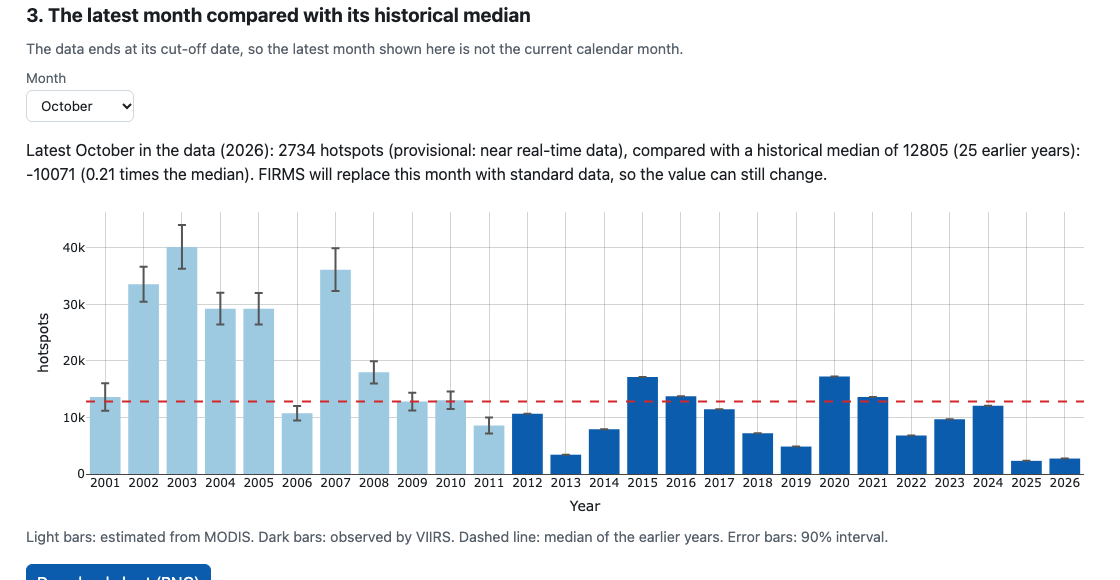 3. The latest month compared with its historical median
The data ends at its cut-off date, so the latest month shown here is not the current calendar month.
Month
October
Latest October in the data (2026): 2734 hotspots (provisional: near real-time data), compared with a historical median of 12805 (25 earlier years):
-10071 (0.21 times the median). FIRMS will replace this month with standard data, so the value can still change.
40k
30k
20k
10k
0
hotspots
2001 2002 2003 2004 2005 2006 2007 2008 2009 2010 2011 2012 2013 2014 2015 2016 2017 2018 2019 2020 2021 2022 2023 2024 2025 2026
Year
Light bars: estimated from MODIS. Dark bars: observed by VIIRS. Dashed line: median of the earlier years. Error bars: 90% interval.